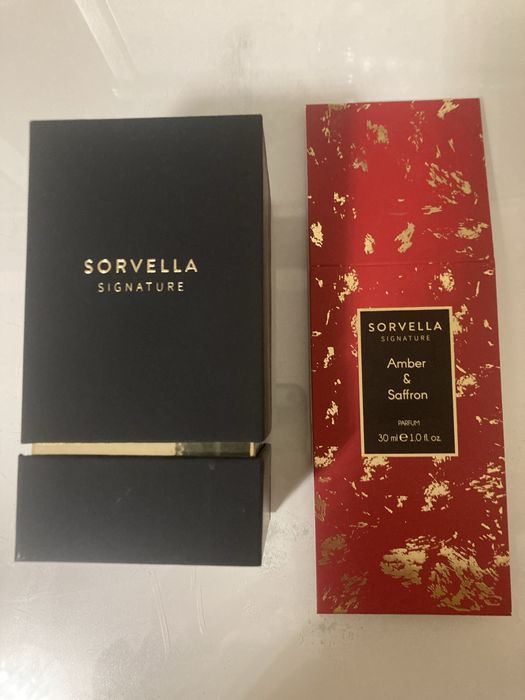 SORVELLA
SIGNATURE
SORVELLA
SIGNATURE
Amber
&
Saffron
PARFUM
30 ml ℮ 1.0 fl. oz.